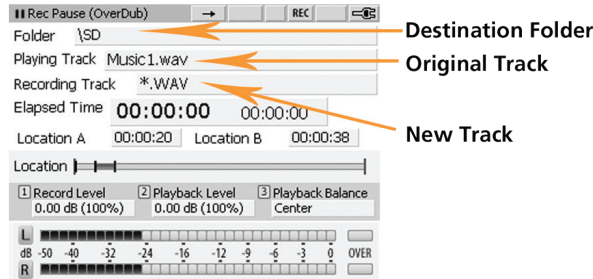 Rec Pause (OverDub) REC
Folder \SD Destination Folder
Playing Track Music1.wav Original Track
Recording Track *.WAV
Elapsed Time 00:00:00 00:00:00
New Track
Location A 00:00:20 Location B 00:00:38
Location
1 Record Level 2 Playback Level 3 Playback Balance
0.00 dB (100%) 0.00 dB (100%) Center
L
dB -50 -40 -32 -24 -16 -12 -9 -6 -3 0 OVER
R